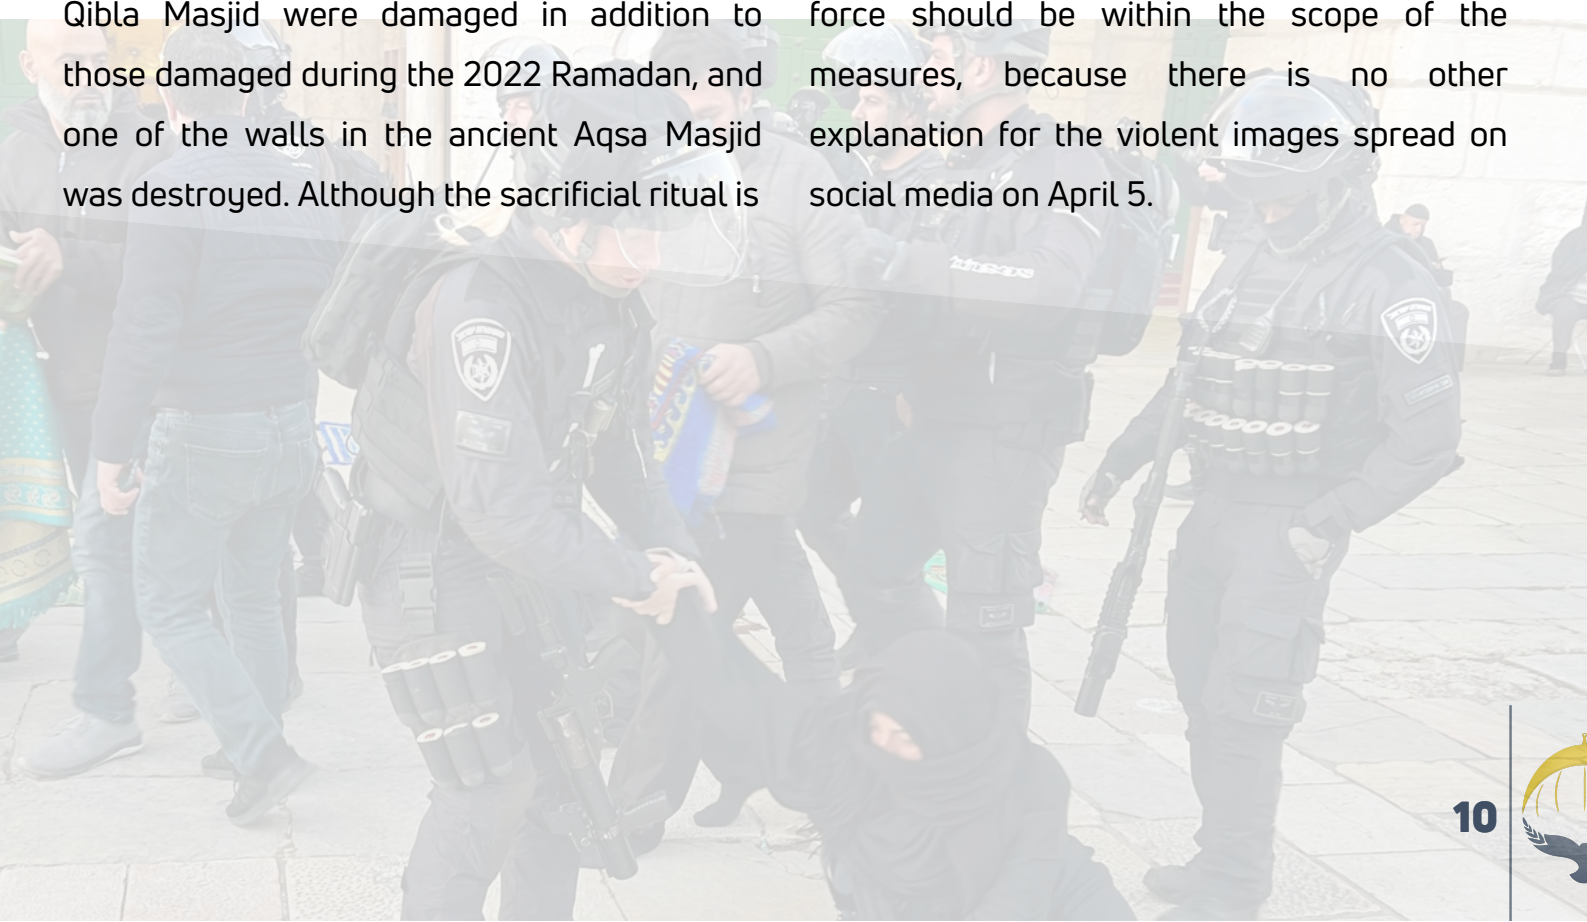 Qibla Masjid were damaged in addition to
those damaged during the 2022 Ramadan, and
one of the walls in the ancient Aqsa Masjid
was destroyed. Although the sacrificial ritual is
force should be within the scope of the
measures, because there is no other
explanation for the violent images spread on
social media on April 5.
10